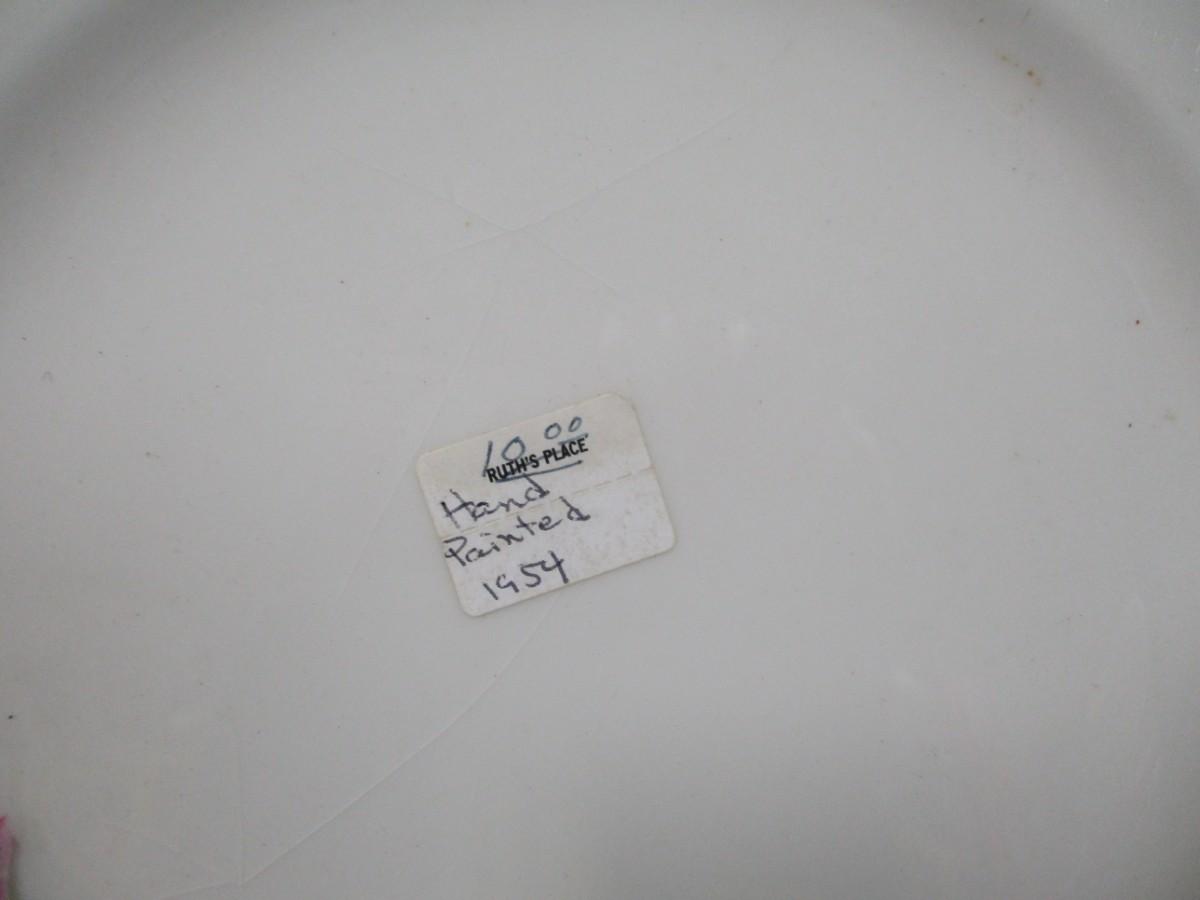 10.00
RUTH'S PLACE
Hand
Painted
1954